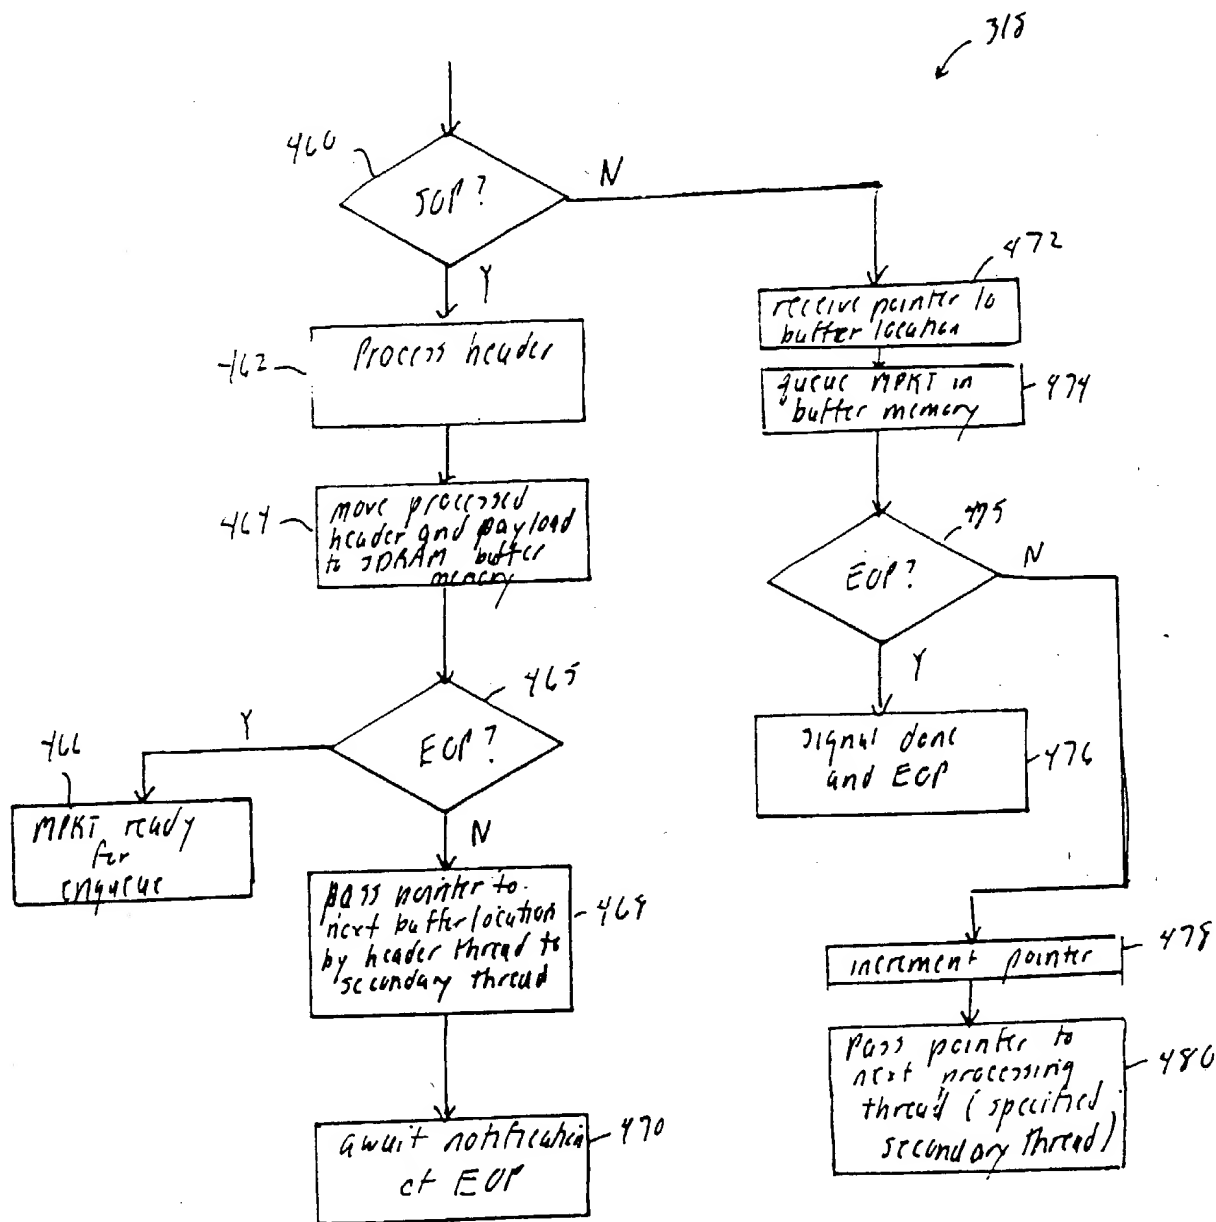 318
460
SOP?
N
Y
462
Process header
464
move processed
header and payload
to SDRAM buffer
memory
465
EOP?
Y
N
466
MPKT ready
for
enqueue
pass pointer to
next buffer location
by header thread to
secondary thread
468
await notification
of EOP
470
472
receive pointer to
buffer location
queue MPKT in
buffer memory
474
475
EOP?
N
Y
signal done
and EOP
476
increment pointer
478
Pass pointer to
next processing
thread (specified
secondary thread)
480